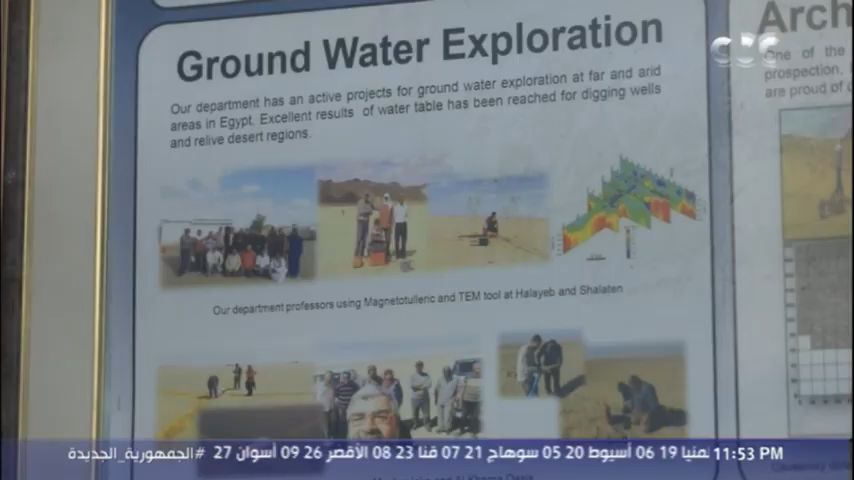 Ground Water Exploration
Our department has an active projects for ground water exploration at far and arid
areas in Egypt. Excellent results of water table has been reached for digging wells
and relive desert regions.
Our department professors using Magnetotulleric and TEM tool at Halayeb and Shalaten
Arch
One of the
prospection,
are proud of
cbc
لمنيا 19 06 أسيوط 20 05 سوهاج 21 07 قنا 23 08 الأقصر 26 09 أسوان 27 #الجمهورية_الجديدة
11:53 PM